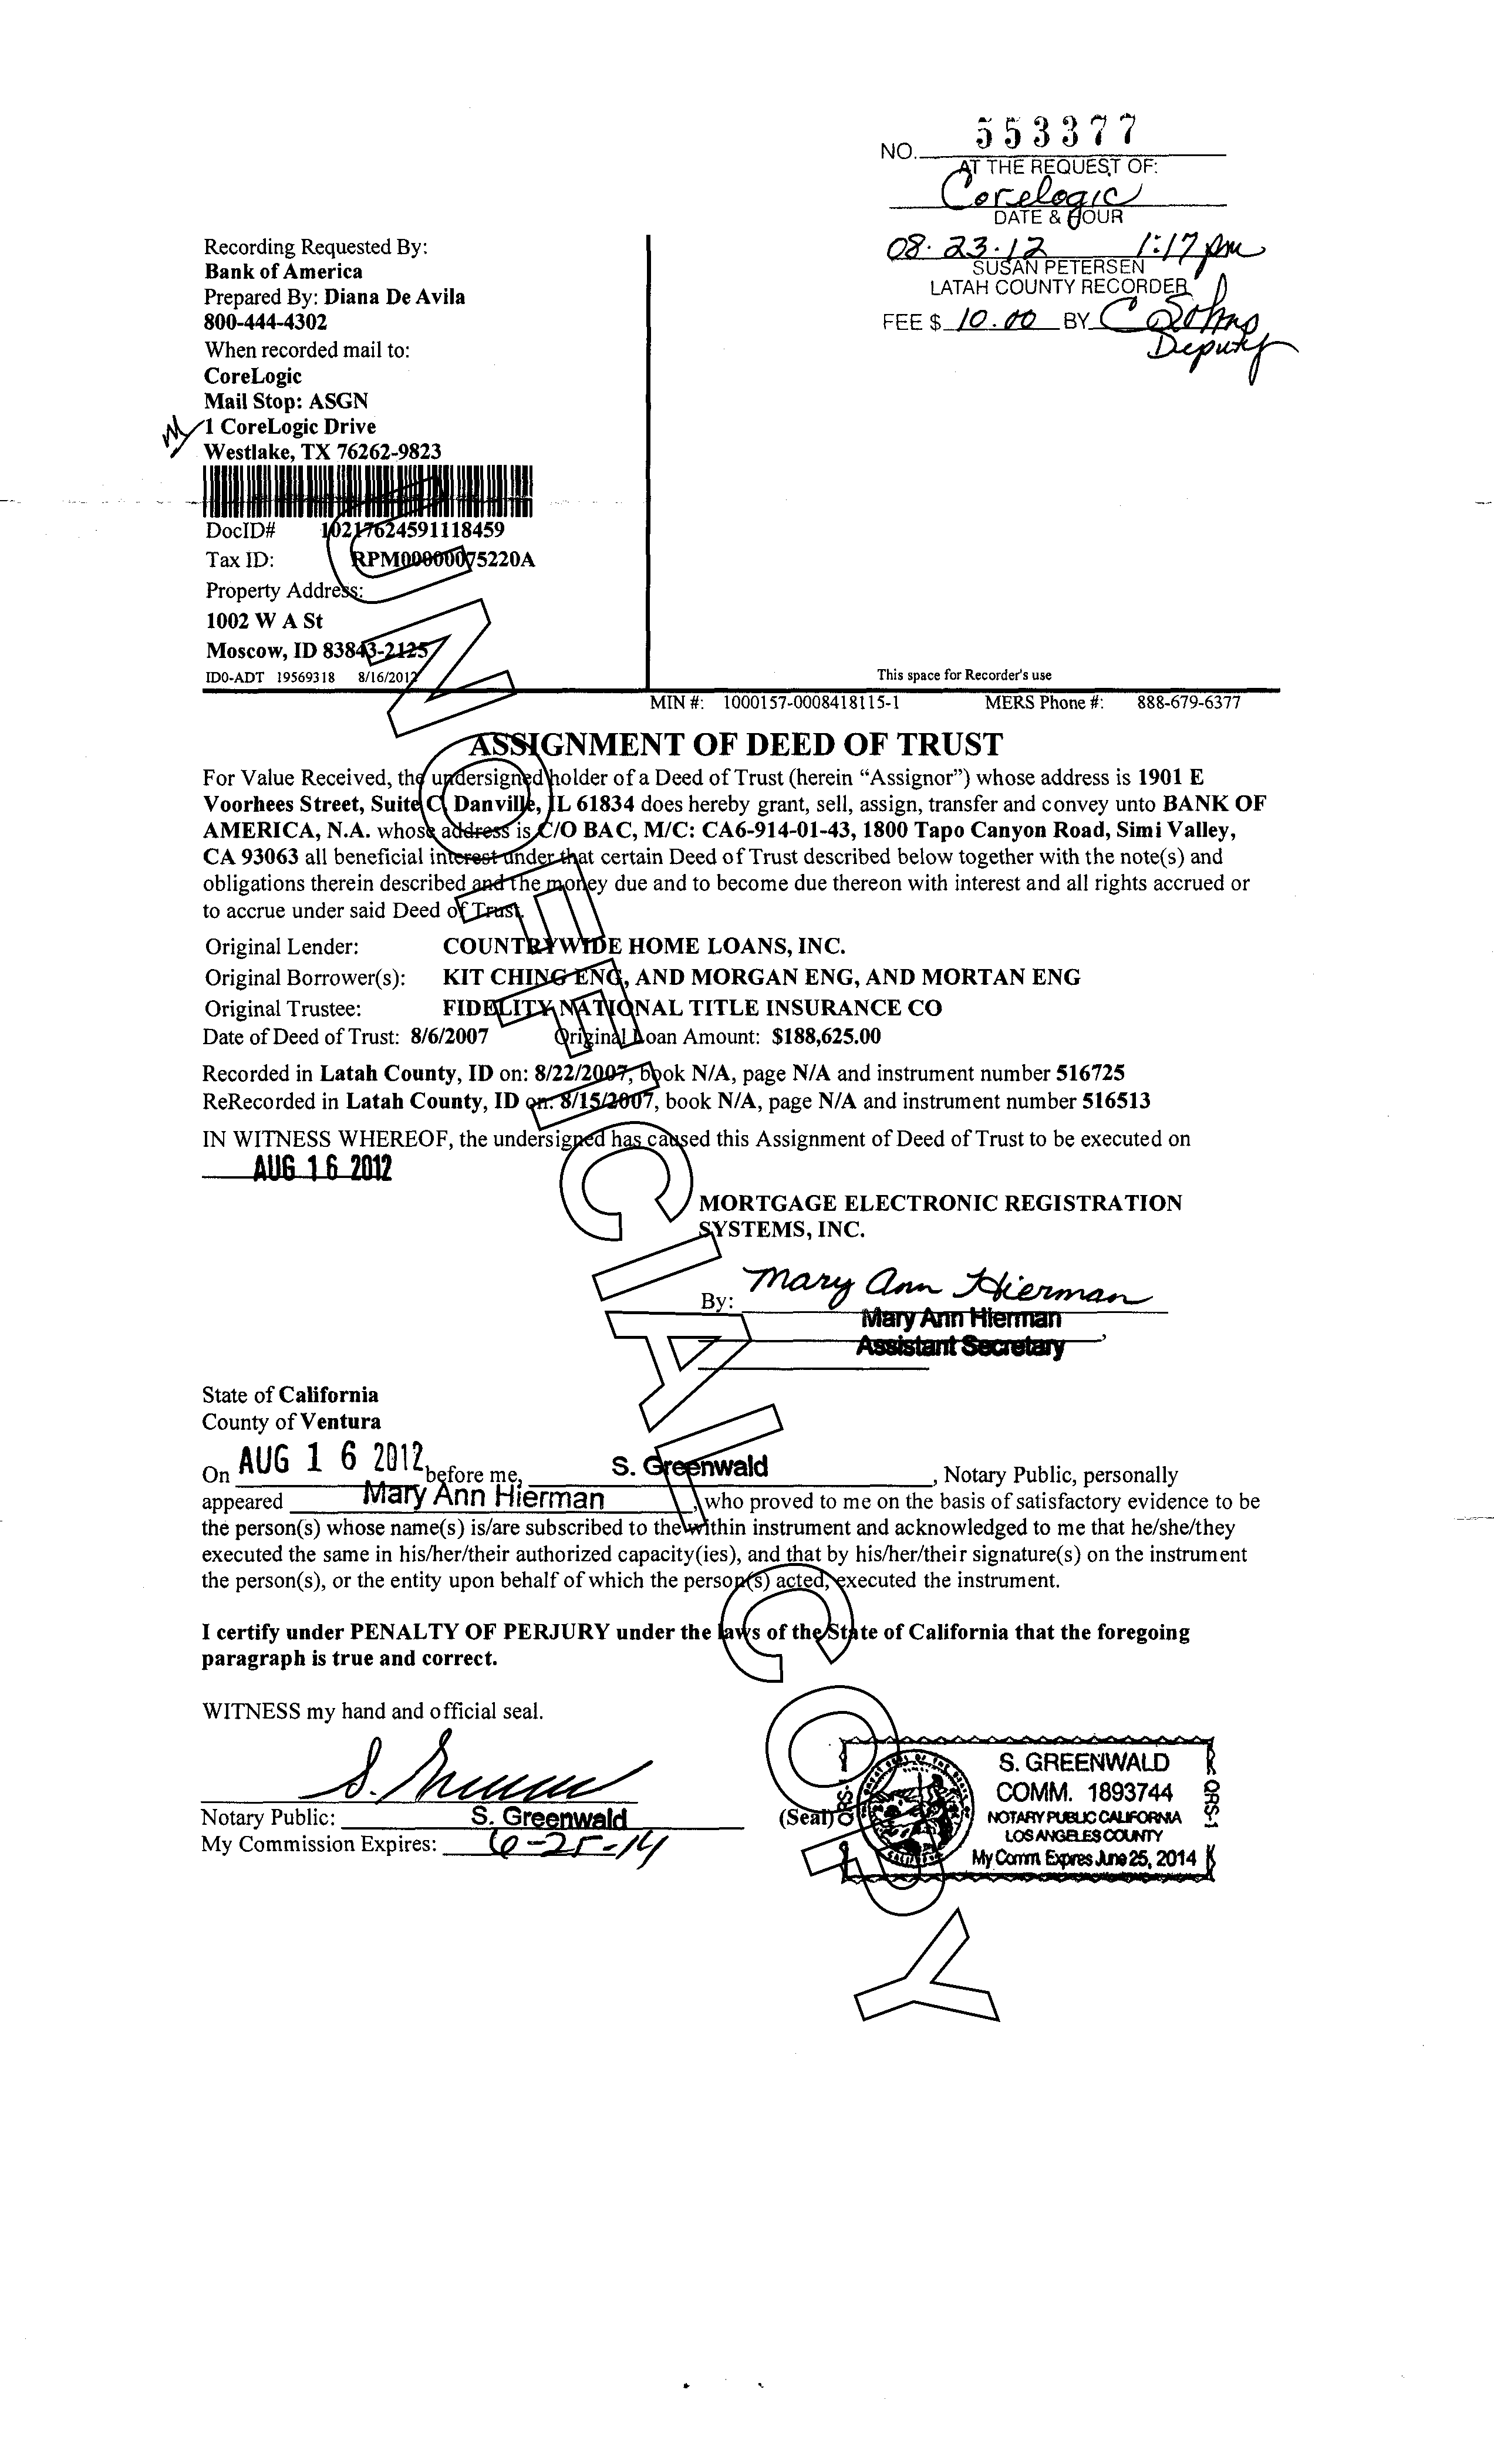 NO. 553377
AT THE REQUEST OF:
Corelogic
DATE & HOUR
08.23.12 1:17 pm
SUSAN PETERSEN
LATAH COUNTY RECORDER
FEE $ 10.00 BY
Deputy
Recording Requested By:
Bank of America
Prepared By: Diana De Avila
800-444-4302
When recorded mail to:
CoreLogic
Mail Stop: ASGN
1 CoreLogic Drive
Westlake, TX 76262-9823
DocID# 10217624591118459
Tax ID: RPM00000075220A
Property Address:
1002 W A St
Moscow, ID 83843-2125
ID0-ADT 19569318 8/16/2012
This space for Recorder's use
MIN #: 1000157-0008418115-1 MERS Phone #: 888-679-6377
ASSIGNMENT OF DEED OF TRUST
For Value Received, the undersigned holder of a Deed of Trust (herein “Assignor”) whose address is 1901 E
Voorhees Street, Suite C, Danville, IL 61834 does hereby grant, sell, assign, transfer and convey unto BANK OF
AMERICA, N.A. whose address is C/O BAC, M/C: CA6-914-01-43, 1800 Tapo Canyon Road, Simi Valley,
CA 93063 all beneficial interest under that certain Deed of Trust described below together with the note(s) and
obligations therein described and the money due and to become due thereon with interest and all rights accrued or
to accrue under said Deed of Trust.
Original Lender: COUNTRYWIDE HOME LOANS, INC.
Original Borrower(s): KIT CHING ENG, AND MORGAN ENG, AND MORTAN ENG
Original Trustee: FIDELITY NATIONAL TITLE INSURANCE CO
Date of Deed of Trust: 8/6/2007 Original Loan Amount: $188,625.00
Recorded in Latah County, ID on: 8/22/2007, book N/A, page N/A and instrument number 516725
ReRecorded in Latah County, ID on: 8/15/2007, book N/A, page N/A and instrument number 516513
IN WITNESS WHEREOF, the undersigned has caused this Assignment of Deed of Trust to be executed on
AUG 16 2012
MORTGAGE ELECTRONIC REGISTRATION
SYSTEMS, INC.
By: Mary Ann Hierman
Mary Ann Hierman
Assistant Secretary
State of California
County of Ventura
On AUG 16 2012 before me, S. Greenwald, Notary Public, personally
appeared Mary Ann Hierman, who proved to me on the basis of satisfactory evidence to be
the person(s) whose name(s) is/are subscribed to the within instrument and acknowledged to me that he/she/they
executed the same in his/her/their authorized capacity(ies), and that by his/her/their signature(s) on the instrument
the person(s), or the entity upon behalf of which the person(s) acted, executed the instrument.
I certify under PENALTY OF PERJURY under the laws of the State of California that the foregoing
paragraph is true and correct.
WITNESS my hand and official seal.
Notary Public: S. Greenwald (Seal)
My Commission Expires: 6-25-14
S. GREENWALD
COMM. 1893744
NOTARY PUBLIC CALIFORNIA
LOS ANGELES COUNTY
My Comm. Expires June 25, 2014
QRS-1
UNOFFICIAL COPY